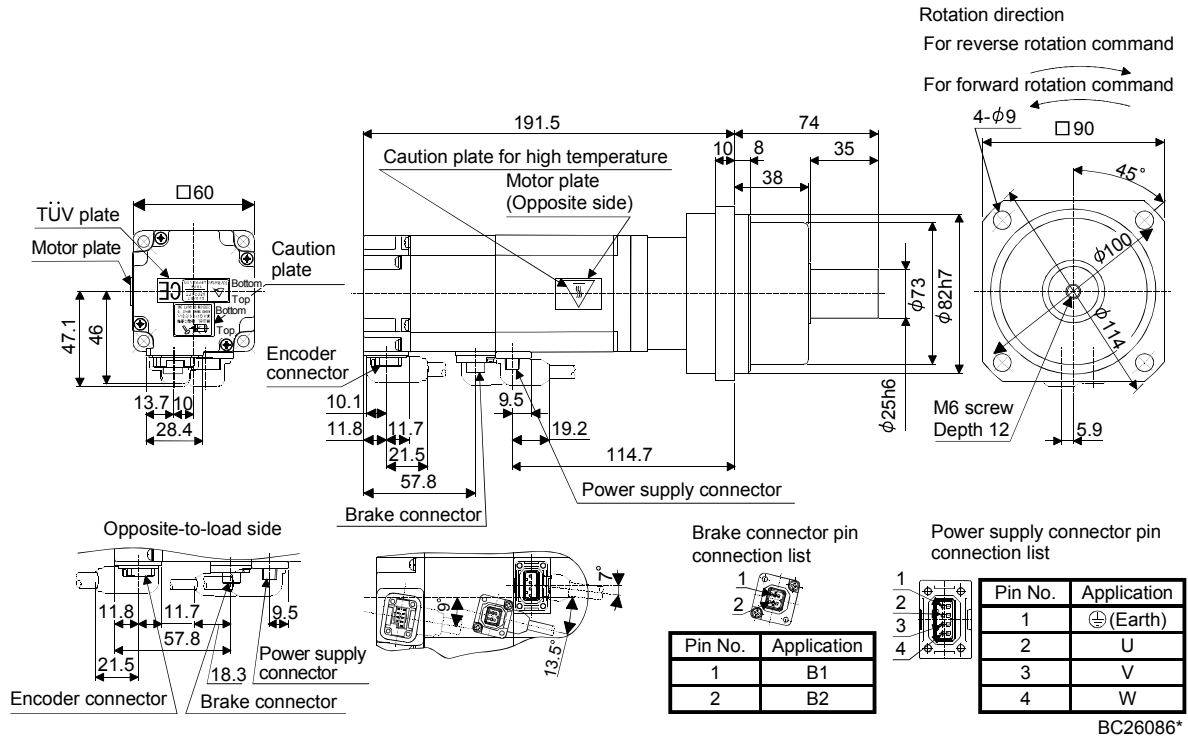 Rotation direction
For reverse rotation command
For forward rotation command
191.5
74
4-ϕ9
□90
Caution plate for high temperature
10
8
35
Motor plate
(Opposite side)
38
45°
□60
TÜV plate
Motor plate
Caution
plate
Bottom
Top
Bottom
Top
ϕ100
ϕ73
ϕ82h7
ϕ114
47.1
46
Encoder
connector
ϕ25h6
13.7
10
28.4
10.1
11.8
11.7
21.5
57.8
9.5
19.2
114.7
M6 screw
Depth 12
5.9
Power supply connector
Brake connector
Opposite-to-load side
11.8
11.7
9.5
57.8
21.5
18.3
Power supply
connector
Encoder connector
Brake connector
7°
9°
13.5°
Brake connector pin
connection list
1
2
Pin No.
Application
1
B1
2
B2
Power supply connector pin
connection list
1
2
3
4
Pin No.
Application
1
(Earth)
2
U
3
V
4
W
BC26086*